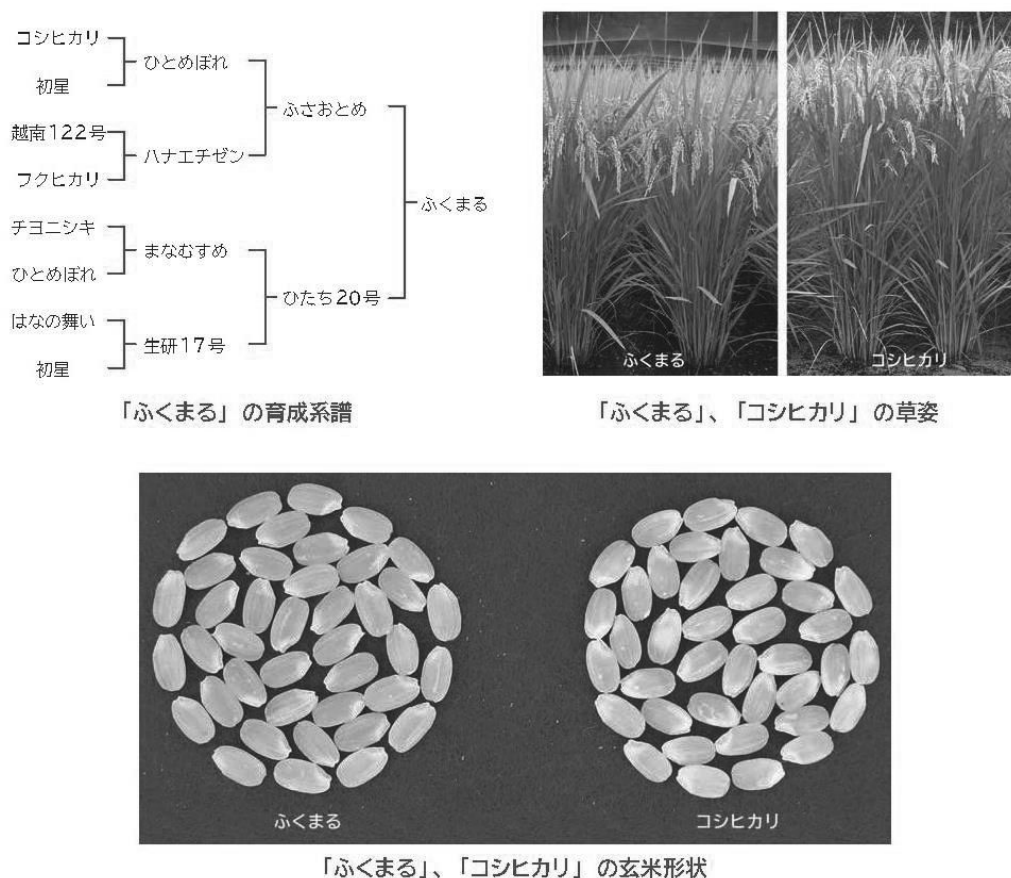 コシヒカリ
ひとめぼれ
初星
ふさおとめ
越南122号
ハナエチゼン
フクヒカリ
ふくまる
チヨニシキ
まなむすめ
ひとめぼれ
ひたち20号
はなの舞い
生研17号
初星
「ふくまる」の育成系譜
ふくまる
コシヒカリ
「ふくまる」、「コシヒカリ」の草姿
ふくまる
コシヒカリ
「ふくまる」、「コシヒカリ」の玄米形状